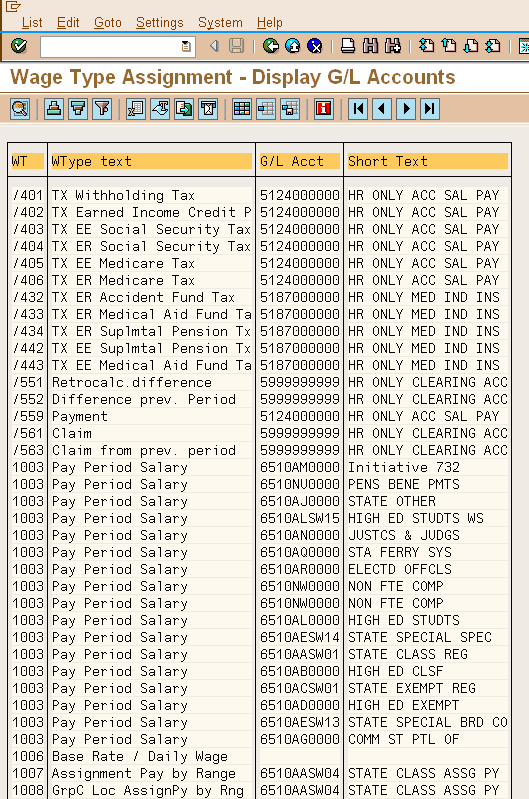 List Edit Goto Settings System Help
Wage Type Assignment - Display G/L Accounts
WT WType text G/L Acct Short Text
/401 TX Withholding Tax 5124000000 HR ONLY ACC SAL PAY
/402 TX Earned Income Credit P 5124000000 HR ONLY ACC SAL PAY
/403 TX EE Social Security Tax 5124000000 HR ONLY ACC SAL PAY
/404 TX ER Social Security Tax 5124000000 HR ONLY ACC SAL PAY
/405 TX EE Medicare Tax 5124000000 HR ONLY ACC SAL PAY
/406 TX ER Medicare Tax 5124000000 HR ONLY ACC SAL PAY
/432 TX ER Accident Fund Tax 5187000000 HR ONLY MED IND INS
/433 TX ER Medical Aid Fund Ta 5187000000 HR ONLY MED IND INS
/434 TX ER Suplmtal Pension Tx 5187000000 HR ONLY MED IND INS
/442 TX EE Suplmtal Pension Tx 5187000000 HR ONLY MED IND INS
/443 TX EE Medical Aid Fund Ta 5187000000 HR ONLY MED IND INS
/551 Retrocalc.difference 5999999999 HR ONLY CLEARING ACC
/552 Difference prev. Period 5999999999 HR ONLY CLEARING ACC
/559 Payment 5124000000 HR ONLY ACC SAL PAY
/561 Claim 5999999999 HR ONLY CLEARING ACC
/563 Claim from prev. period 5999999999 HR ONLY CLEARING ACC
1003 Pay Period Salary 6510AM0000 Initiative 732
1003 Pay Period Salary 6510NU0000 PENS BENE PMTS
1003 Pay Period Salary 6510AJ0000 STATE OTHER
1003 Pay Period Salary 6510ALSW15 HIGH ED STUDTS WS
1003 Pay Period Salary 6510AN0000 JUSTCS & JUDGS
1003 Pay Period Salary 6510AQ0000 STA FERRY SYS
1003 Pay Period Salary 6510AR0000 ELECTD OFFCLS
1003 Pay Period Salary 6510NW0000 NON FTE COMP
1003 Pay Period Salary 6510NW0000 NON FTE COMP
1003 Pay Period Salary 6510AL0000 HIGH ED STUDTS
1003 Pay Period Salary 6510AESW14 STATE SPECIAL SPEC
1003 Pay Period Salary 6510AASW01 STATE CLASS REG
1003 Pay Period Salary 6510AB0000 HIGH ED CLSF
1003 Pay Period Salary 6510ACSW01 STATE EXEMPT REG
1003 Pay Period Salary 6510AD0000 HIGH ED EXEMPT
1003 Pay Period Salary 6510AESW13 STATE SPECIAL BRD CO
1003 Pay Period Salary 6510AG0000 COMM ST PTL OF
1006 Base Rate / Daily Wage
1007 Assignment Pay by Range 6510AASW04 STATE CLASS ASSG PY
1008 GrpC Loc AssignPy by Rng 6510AASW04 STATE CLASS ASSG PY